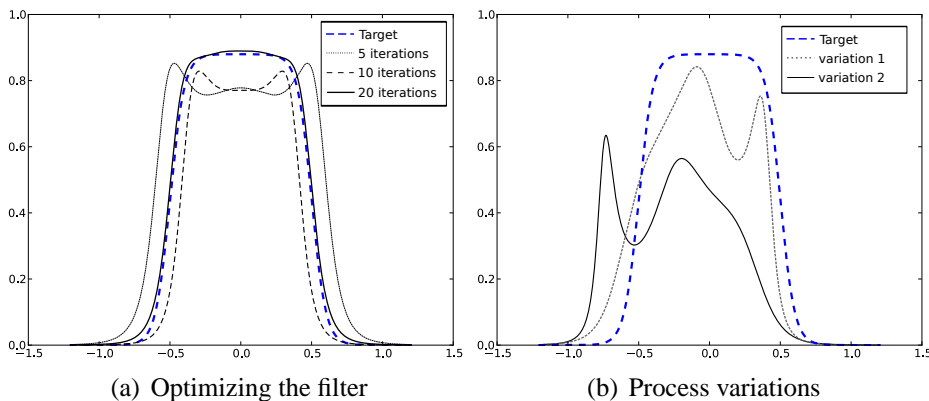 1.0
0.8
0.6
0.4
0.2
0.0
−1.5 −1.0 −0.5 0.0 0.5 1.0 1.5
Target
5 iterations
10 iterations
20 iterations
(a) Optimizing the filter
1.0
0.8
0.6
0.4
0.2
0.0
−1.5 −1.0 −0.5 0.0 0.5 1.0 1.5
Target
variation 1
variation 2
(b) Process variations